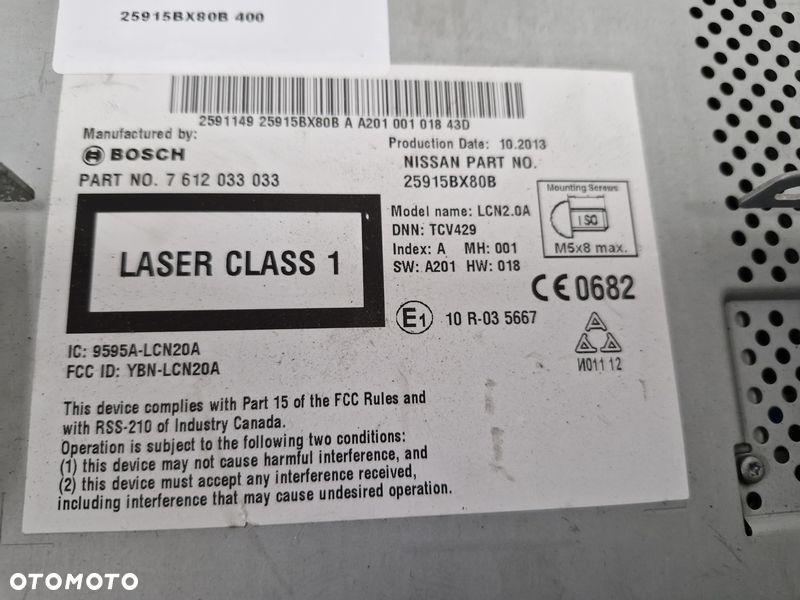 25915BX80B 400
2591149 25915BX80B A A201 001 018 43D
Manufactured by:
BOSCH
PART NO. 7 612 033 033
Production Date: 10.2013
NISSAN PART NO.
25915BX80B
Model name: LCN2.0A
DNN: TCV429
Index: A MH: 001
SW: A201 HW: 018
Mounting Screws
ISO
M5x8 max.
LASER CLASS 1
CE0682
E1 10 R-03 5667
И011 12
IC: 9595A-LCN20A
FCC ID: YBN-LCN20A
This device complies with Part 15 of the FCC Rules and
with RSS-210 of Industry Canada.
Operation is subject to the following two conditions:
(1) this device may not cause harmful interference, and
(2) this device must accept any interference received,
including interference that may cause undesired operation.
OTOMOTO